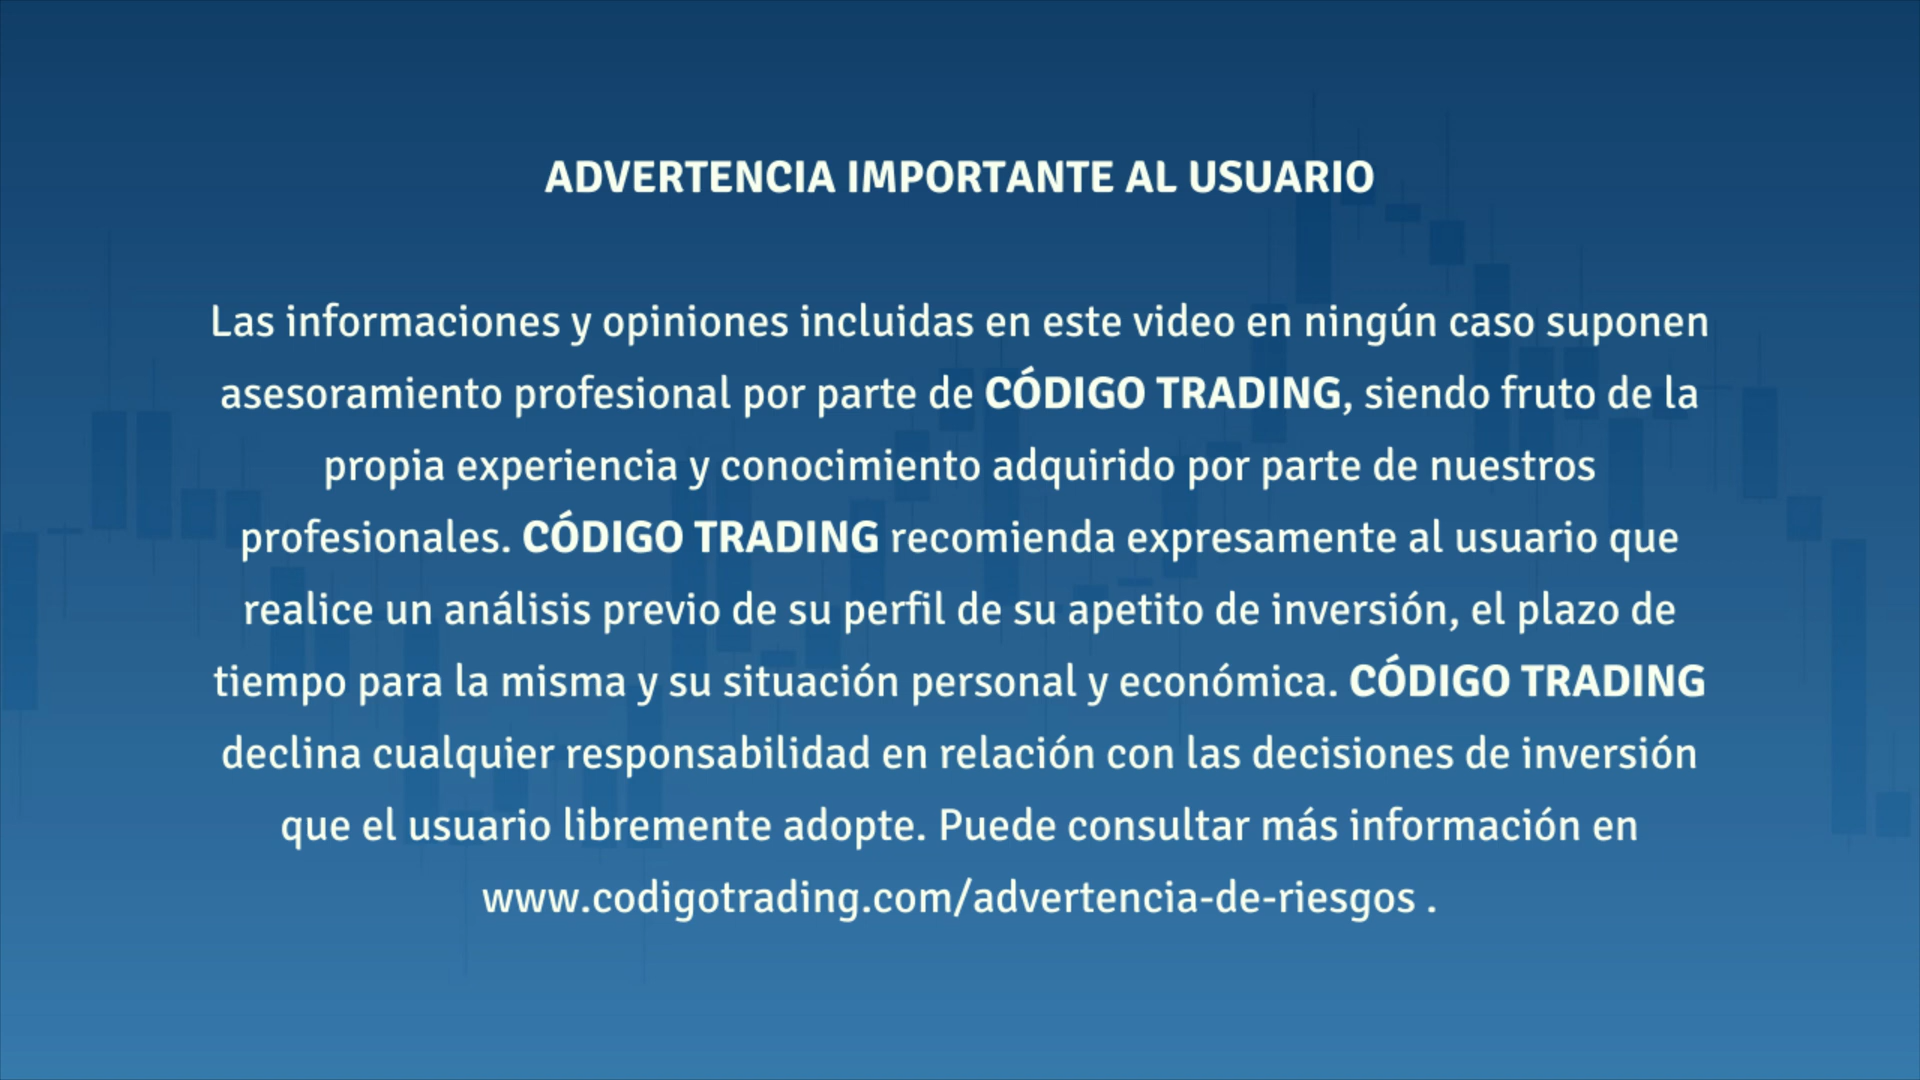 ADVERTENCIA IMPORTANTE AL USUARIO
Las informaciones y opiniones incluidas en este video en ningún caso suponen
asesoramiento profesional por parte de CÓDIGO TRADING, siendo fruto de la
propia experiencia y conocimiento adquirido por parte de nuestros
profesionales. CÓDIGO TRADING recomienda expresamente al usuario que
realice un análisis previo de su perfil de su apetito de inversión, el plazo de
tiempo para la misma y su situación personal y económica. CÓDIGO TRADING
declina cualquier responsabilidad en relación con las decisiones de inversión
que el usuario libremente adopte. Puede consultar más información en
www.codigotrading.com/advertencia-de-riesgos .